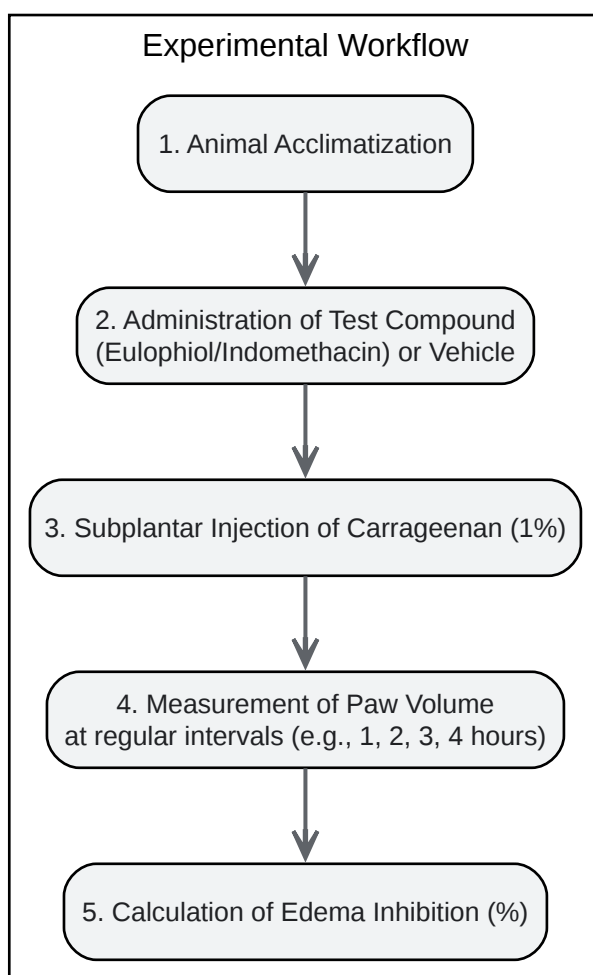 Experimental Workflow
1. Animal Acclimatization
2. Administration of Test Compound
(Eulophiol/Indomethacin) or Vehicle
3. Subplantar Injection of Carrageenan (1%)
4. Measurement of Paw Volume
at regular intervals (e.g., 1, 2, 3, 4 hours)
5. Calculation of Edema Inhibition (%)